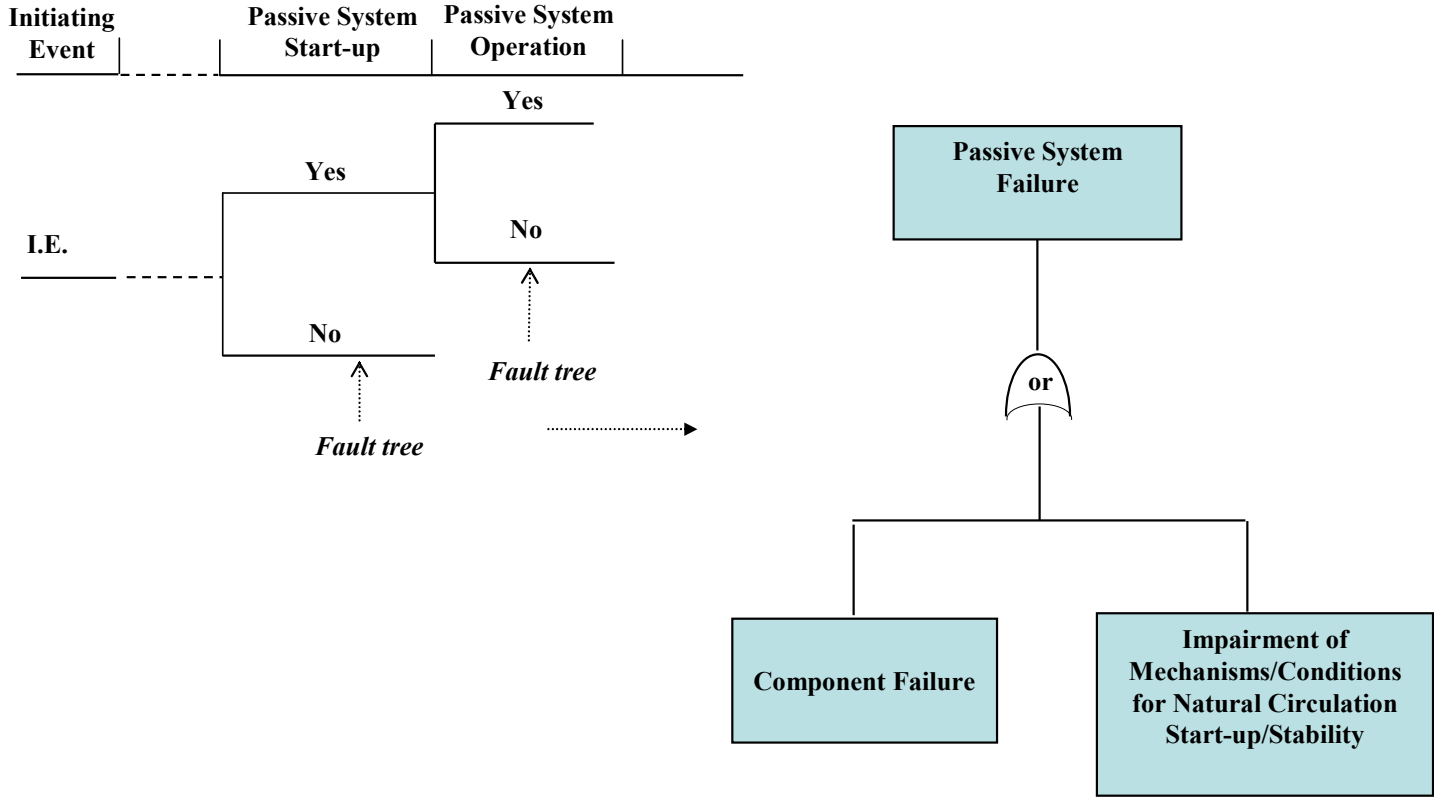 Initiating
Event
Passive System
Start-up
Passive System
Operation
Yes
Yes
I.E.
No
No
Fault tree
Fault tree
Passive System
Failure
or
Component Failure
Impairment of
Mechanisms/Conditions
for Natural Circulation
Start-up/Stability